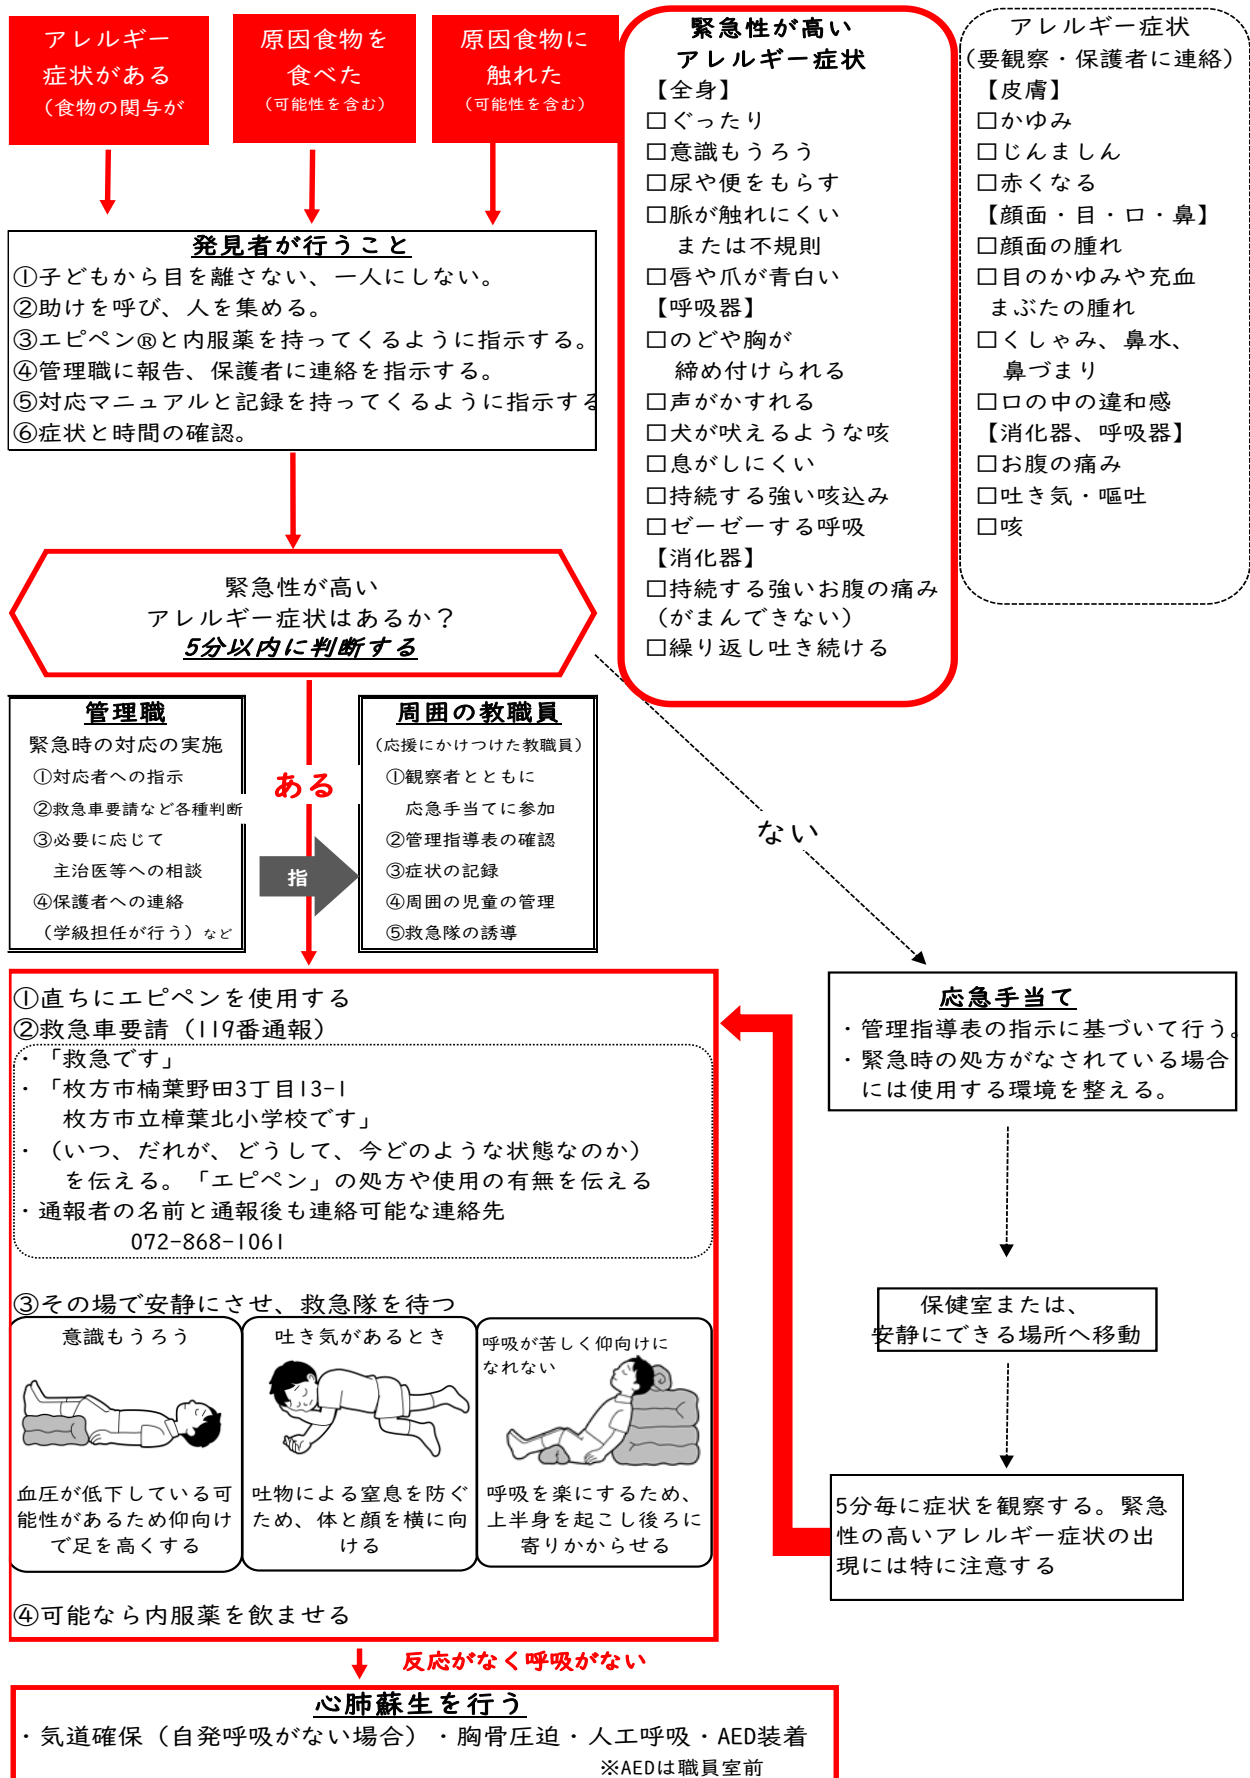 アレルギー
症状がある
（食物の関与が
原因食物を
食べた
（可能性を含む）
原因食物に
触れた
（可能性を含む）
緊急性が高い
アレルギー症状
【全身】
□ぐったり
□意識もうろう
□尿や便をもらす
□脈が触れにくい
または不規則
□唇や爪が青白い
【呼吸器】
□のどや胸が
締め付けられる
□声がかすれる
□犬が吠えるような咳
□息がしにくい
□持続する強い咳込み
□ゼーゼーする呼吸
【消化器】
□持続する強いお腹の痛み
（がまんできない）
□繰り返し吐き続ける
アレルギー症状
（要観察・保護者に連絡）
【皮膚】
□かゆみ
□じんましん
□赤くなる
【顔面・目・口・鼻】
□顔面の腫れ
□目のかゆみや充血
まぶたの腫れ
□くしゃみ、鼻水、
鼻づまり
□口の中の違和感
【消化器、呼吸器】
□お腹の痛み
□吐き気・嘔吐
□咳
発見者が行うこと
①子どもから目を離さない、一人にしない。
②助けを呼び、人を集める。
③エピペン®と内服薬を持ってくるように指示する。
④管理職に報告、保護者に連絡を指示する。
⑤対応マニュアルと記録を持ってくるように指示する
⑥症状と時間の確認。
緊急性が高い
アレルギー症状はあるか？
5分以内に判断する
管理職
緊急時の対応の実施
①対応者への指示
②救急車要請など各種判断
③必要に応じて
主治医等への相談
④保護者への連絡
（学級担任が行う）など
ある
指
周囲の教職員
（応援にかけつけた教職員）
①観察者とともに
応急手当てに参加
②管理指導表の確認
③症状の記録
④周囲の児童の管理
⑤救急隊の誘導
ない
①直ちにエピペンを使用する
②救急車要請（119番通報）
・「救急です」
・「枚方市楠葉野田3丁目13-1
枚方市立樟葉北小学校です」
・（いつ、だれが、どうして、今どのような状態なのか）
を伝える。「エピペン」の処方や使用の有無を伝える
・通報者の名前と通報後も連絡可能な連絡先
072-868-1061
③その場で安静にさせ、救急隊を待つ
意識もうろう
血圧が低下している可
能性があるため仰向け
で足を高くする
吐き気があるとき
吐物による窒息を防ぐ
ため、体と顔を横に向
ける
呼吸が苦しく仰向けに
なれない
呼吸を楽にするため、
上半身を起こし後ろに
寄りかからせる
④可能なら内服薬を飲ませる
応急手当て
・管理指導表の指示に基づいて行う。
・緊急時の処方がなされている場合
には使用する環境を整える。
保健室または、
安静にできる場所へ移動
5分毎に症状を観察する。緊急
性の高いアレルギー症状の出
現には特に注意する
反応がなく呼吸がない
心肺蘇生を行う
・気道確保（自発呼吸がない場合）・胸骨圧迫・人工呼吸・AED装着
※AEDは職員室前